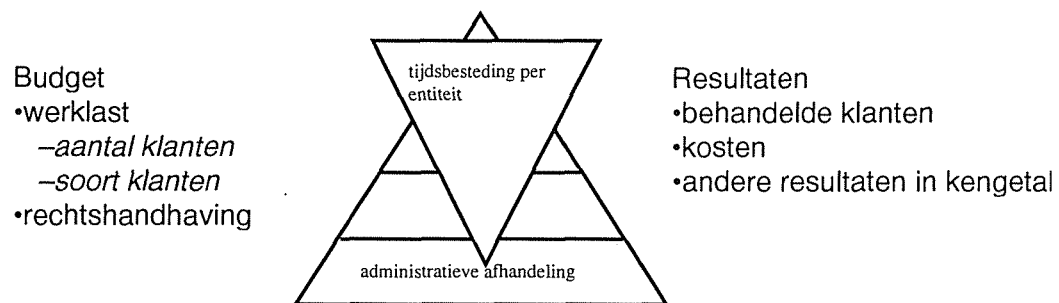 Budget
•werklast
–aantal klanten
–soort klanten
•rechtshandhaving
tijdsbesteding per
entiteit
administratieve afhandeling
Resultaten
•behandelde klanten
•kosten
•andere resultaten in kengetal